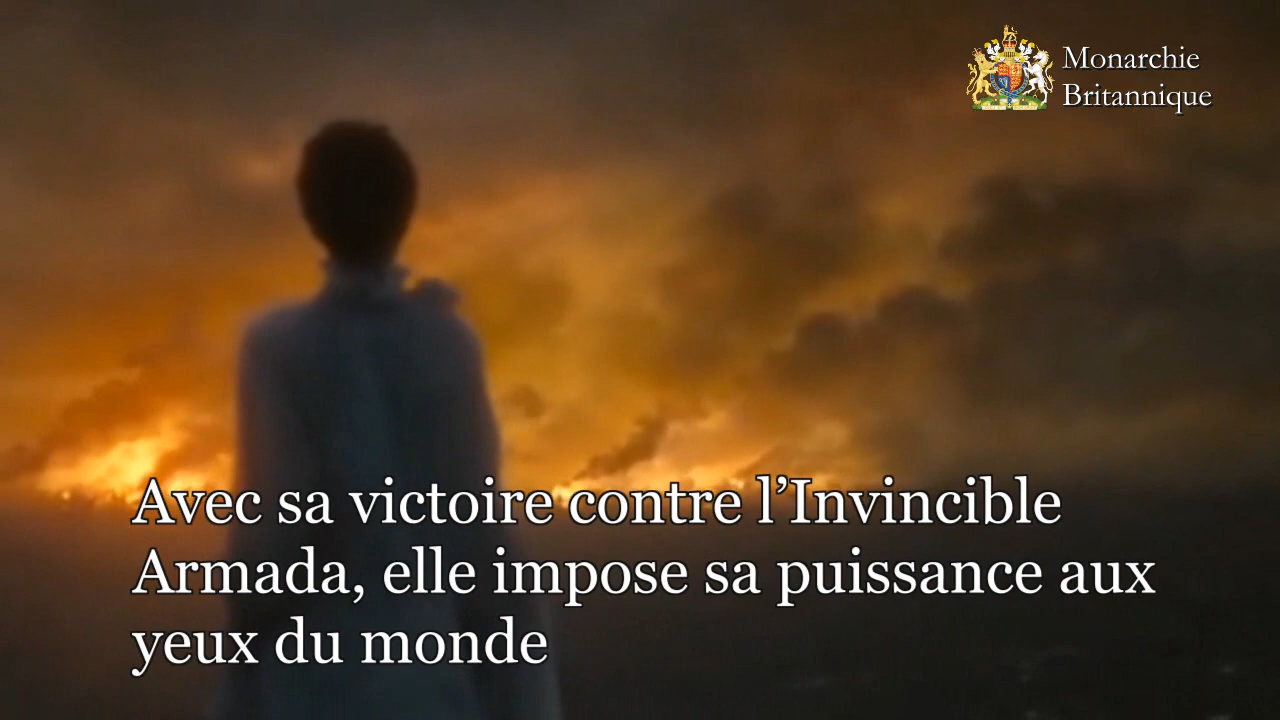 Monarchie
Britannique
Avec sa victoire contre l’Invincible
Armada, elle impose sa puissance aux
yeux du monde